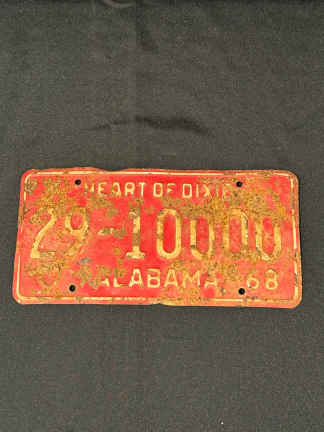 HEART OF DIXIE
29-10000
ALABAMA 68